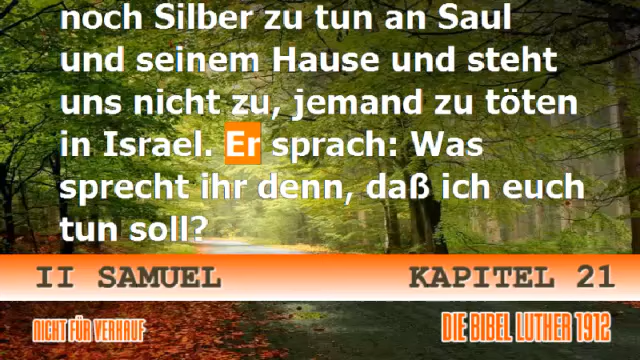 noch Silber zu tun an Saul
und seinem Hause und steht
uns nicht zu, jemand zu töten
in Israel. Er sprach: Was
sprecht ihr denn, daß ich euch
tun soll?
II SAMUEL KAPITEL 21
NICHT FÜR VERKAUF DIE BIBEL LUTHER 1912